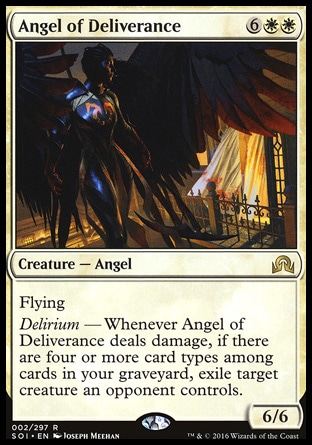 Angel of Deliverance 6
Creature — Angel
Flying
Delirium — Whenever Angel of
Deliverance deals damage, if there
are four or more card types among
cards in your graveyard, exile target
creature an opponent controls.
6/6
002/297 R
SOI • EN Joseph Meehan
™ & © 2016 Wizards of the Coast